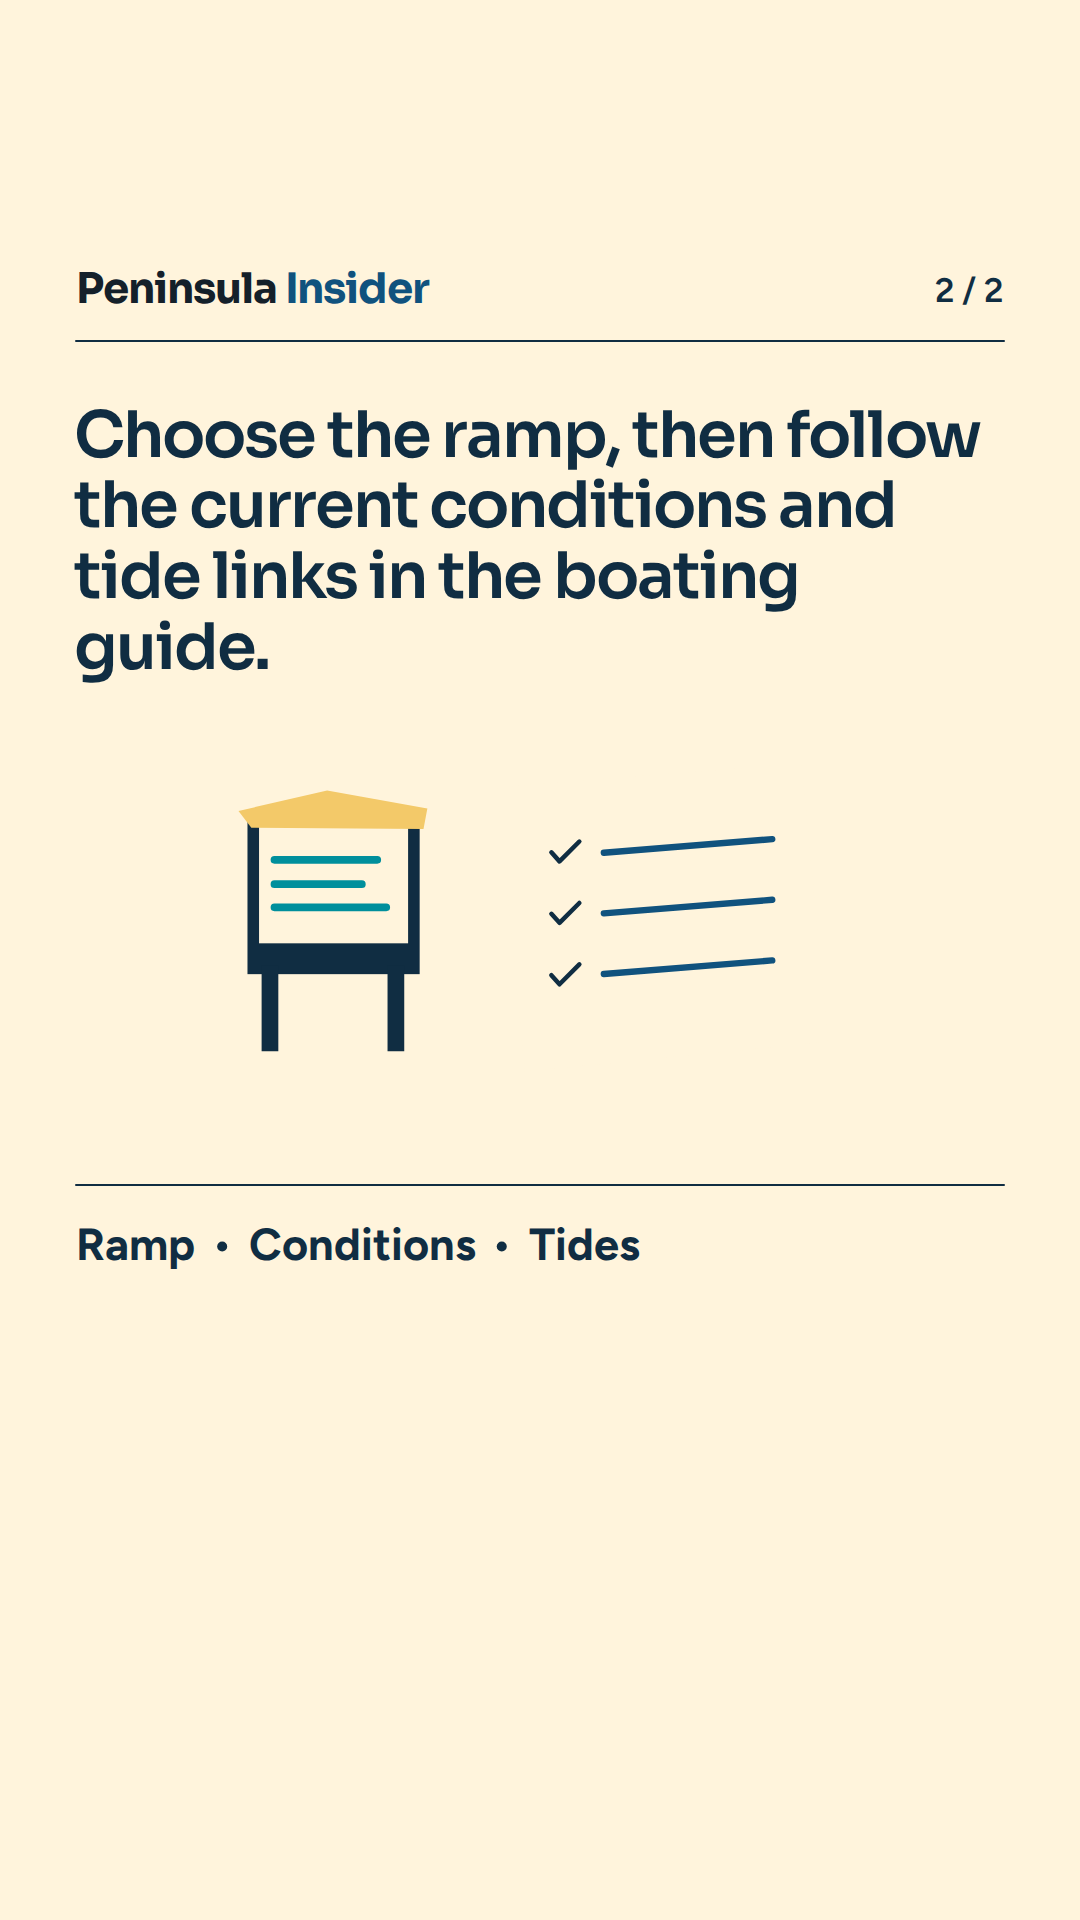 Peninsula Insider
2 / 2
Choose the ramp, then follow
the current conditions and
tide links in the boating
guide.
Ramp • Conditions • Tides